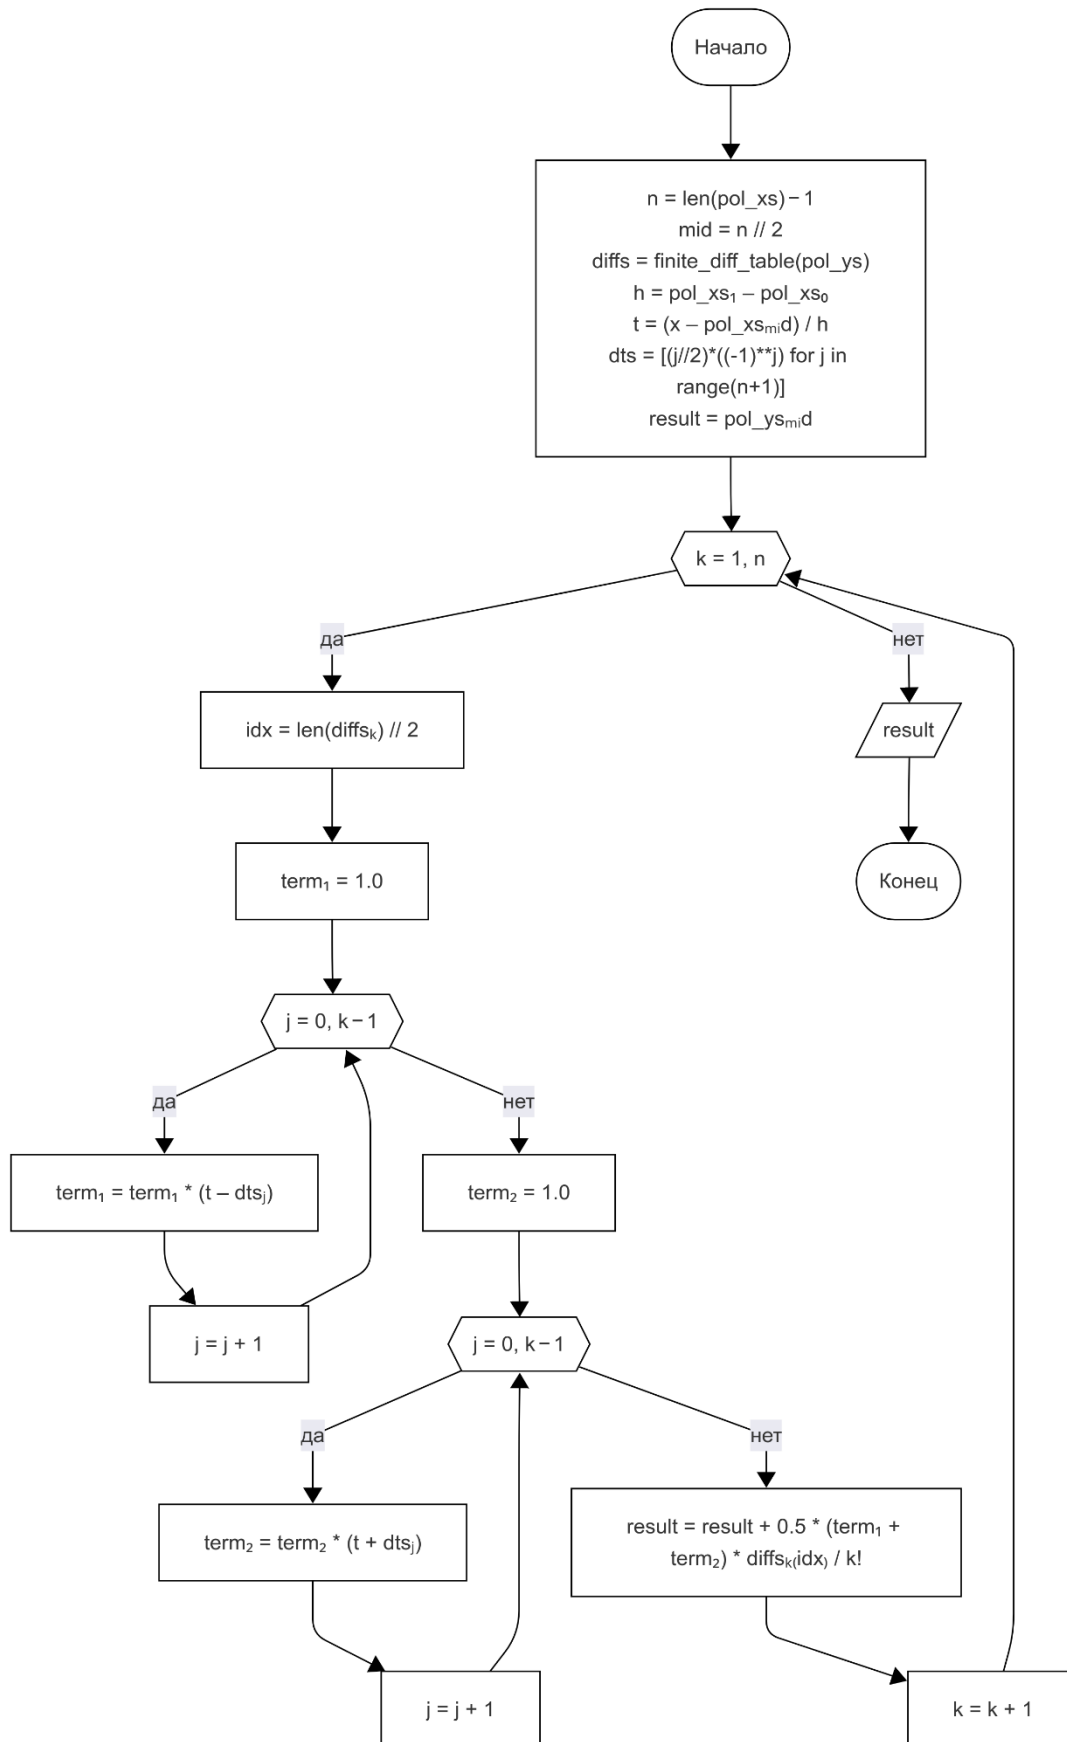 Начало
n = len(pol_xs) − 1
mid = n // 2
diffs = finite_diff_table(pol_ys)
h = pol_xs₁ – pol_xs₀
t = (x – pol_xsₘᵢd) / h
dts = [(j//2)*((-1)**j) for j in
range(n+1)]
result = pol_ysₘᵢd
k = 1, n
да
нет
idx = len(diffsₖ) // 2
result
term₁ = 1.0
Конец
j = 0, k − 1
да
нет
term₁ = term₁ * (t – dtsⱼ)
term₂ = 1.0
j = j + 1
j = 0, k − 1
да
нет
term₂ = term₂ * (t + dtsⱼ)
result = result + 0.5 * (term₁ +
term₂) * diffsₖ₍idx₎ / k!
j = j + 1
k = k + 1